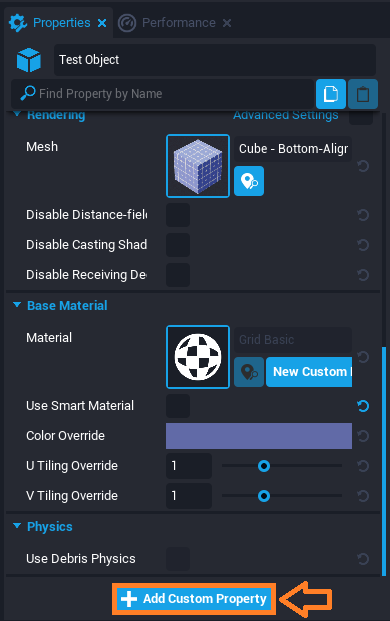 Properties
Performance
Test Object
Find Property by Name
Rendering
Advanced Settings
Mesh
Cube - Bottom-Align
Disable Distance-fiel
Disable Casting Shad
Disable Receiving De
Base Material
Material
Grid Basic
New Custom
Use Smart Material
Color Override
U Tiling Override
1
V Tiling Override
1
Physics
Use Debris Physics
Add Custom Property